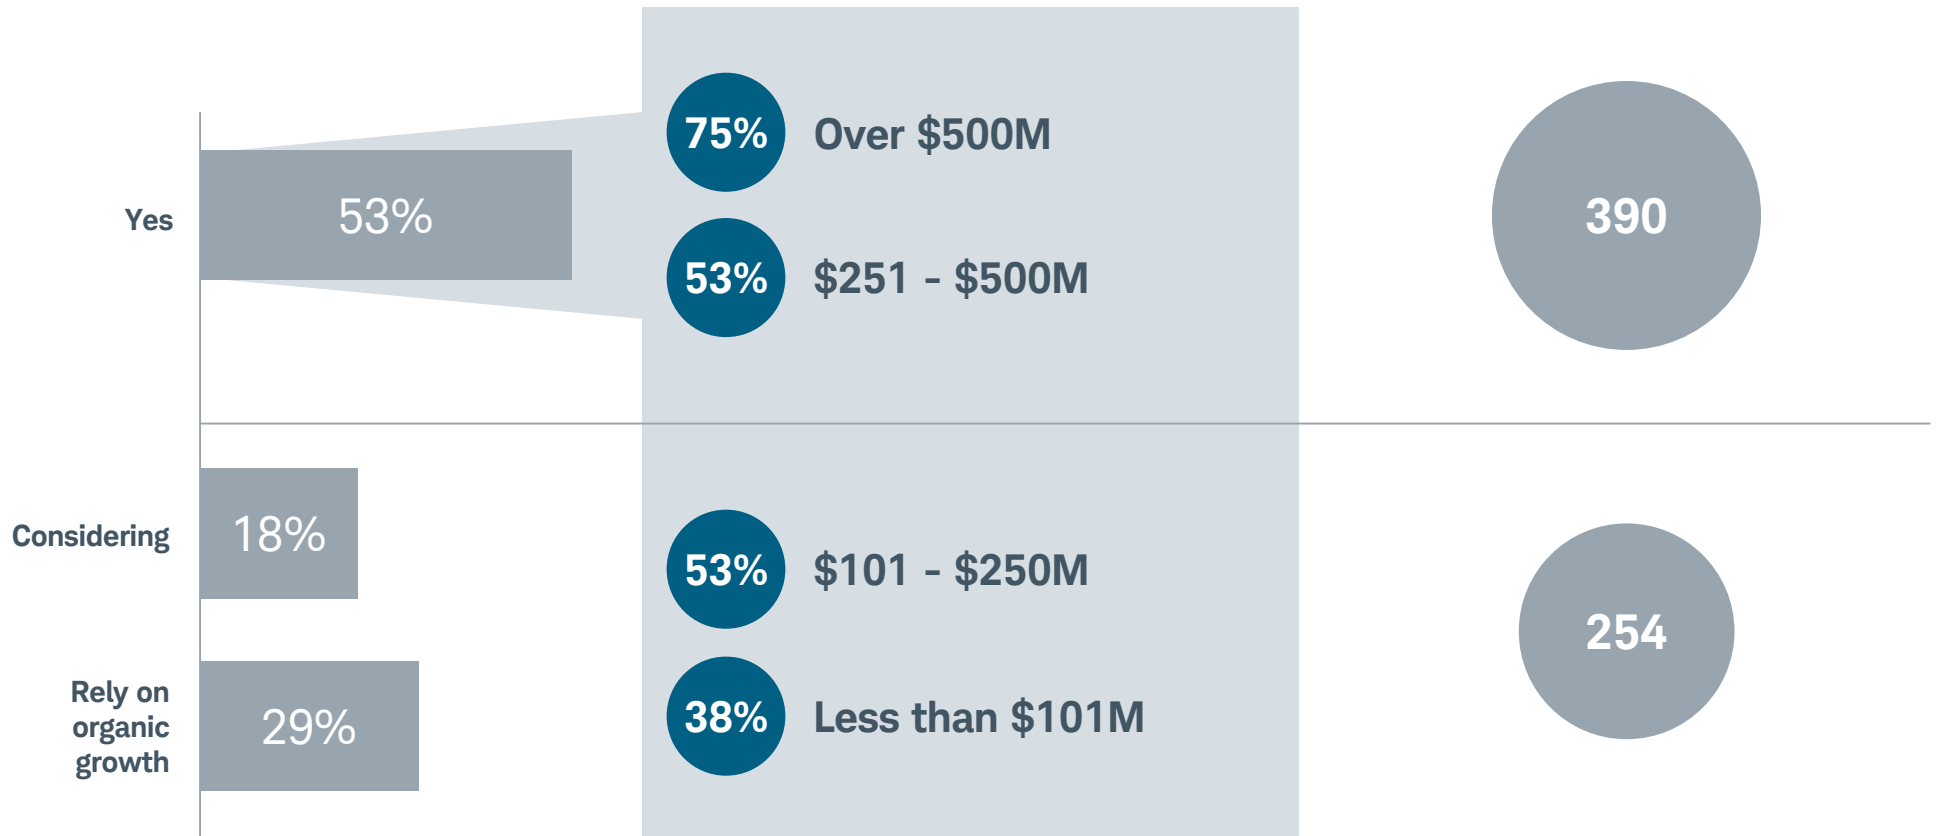 Yes
53%
75%
Over $500M
53%
$251 - $500M
390
Considering
18%
Rely on
organic
growth
29%
53%
$101 - $250M
38%
Less than $101M
254